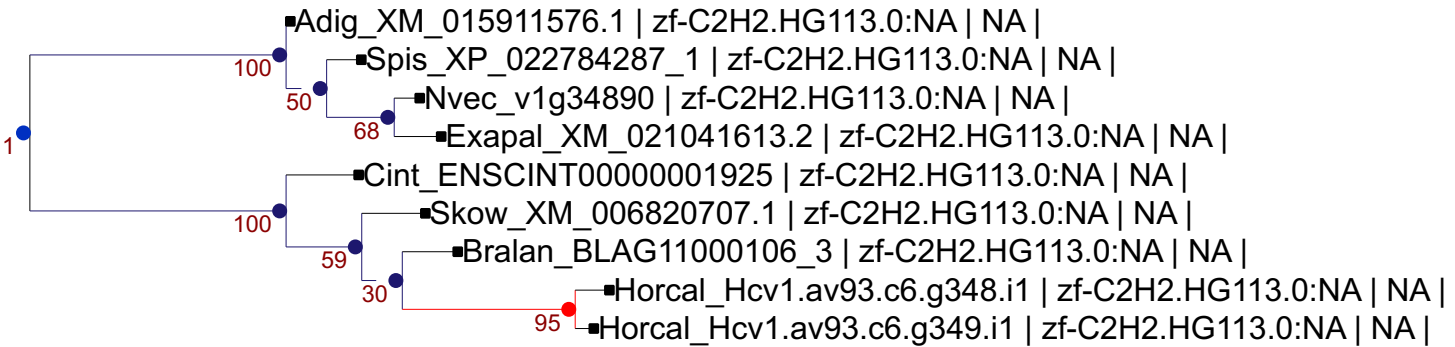 Adig_XM_015911576.1 | zf-C2H2.HG113.0:NA | NA |
100
Spis_XP_022784287_1 | zf-C2H2.HG113.0:NA | NA |
50
Nvec_v1g34890 | zf-C2H2.HG113.0:NA | NA |
68
Exapal_XM_021041613.2 | zf-C2H2.HG113.0:NA | NA |
1
Cint_ENSCINT00000001925 | zf-C2H2.HG113.0:NA | NA |
100
Skow_XM_006820707.1 | zf-C2H2.HG113.0:NA | NA |
59
Bralan_BLAG11000106_3 | zf-C2H2.HG113.0:NA | NA |
30
Horcal_Hcv1.av93.c6.g348.i1 | zf-C2H2.HG113.0:NA | NA |
95
Horcal_Hcv1.av93.c6.g349.i1 | zf-C2H2.HG113.0:NA | NA |